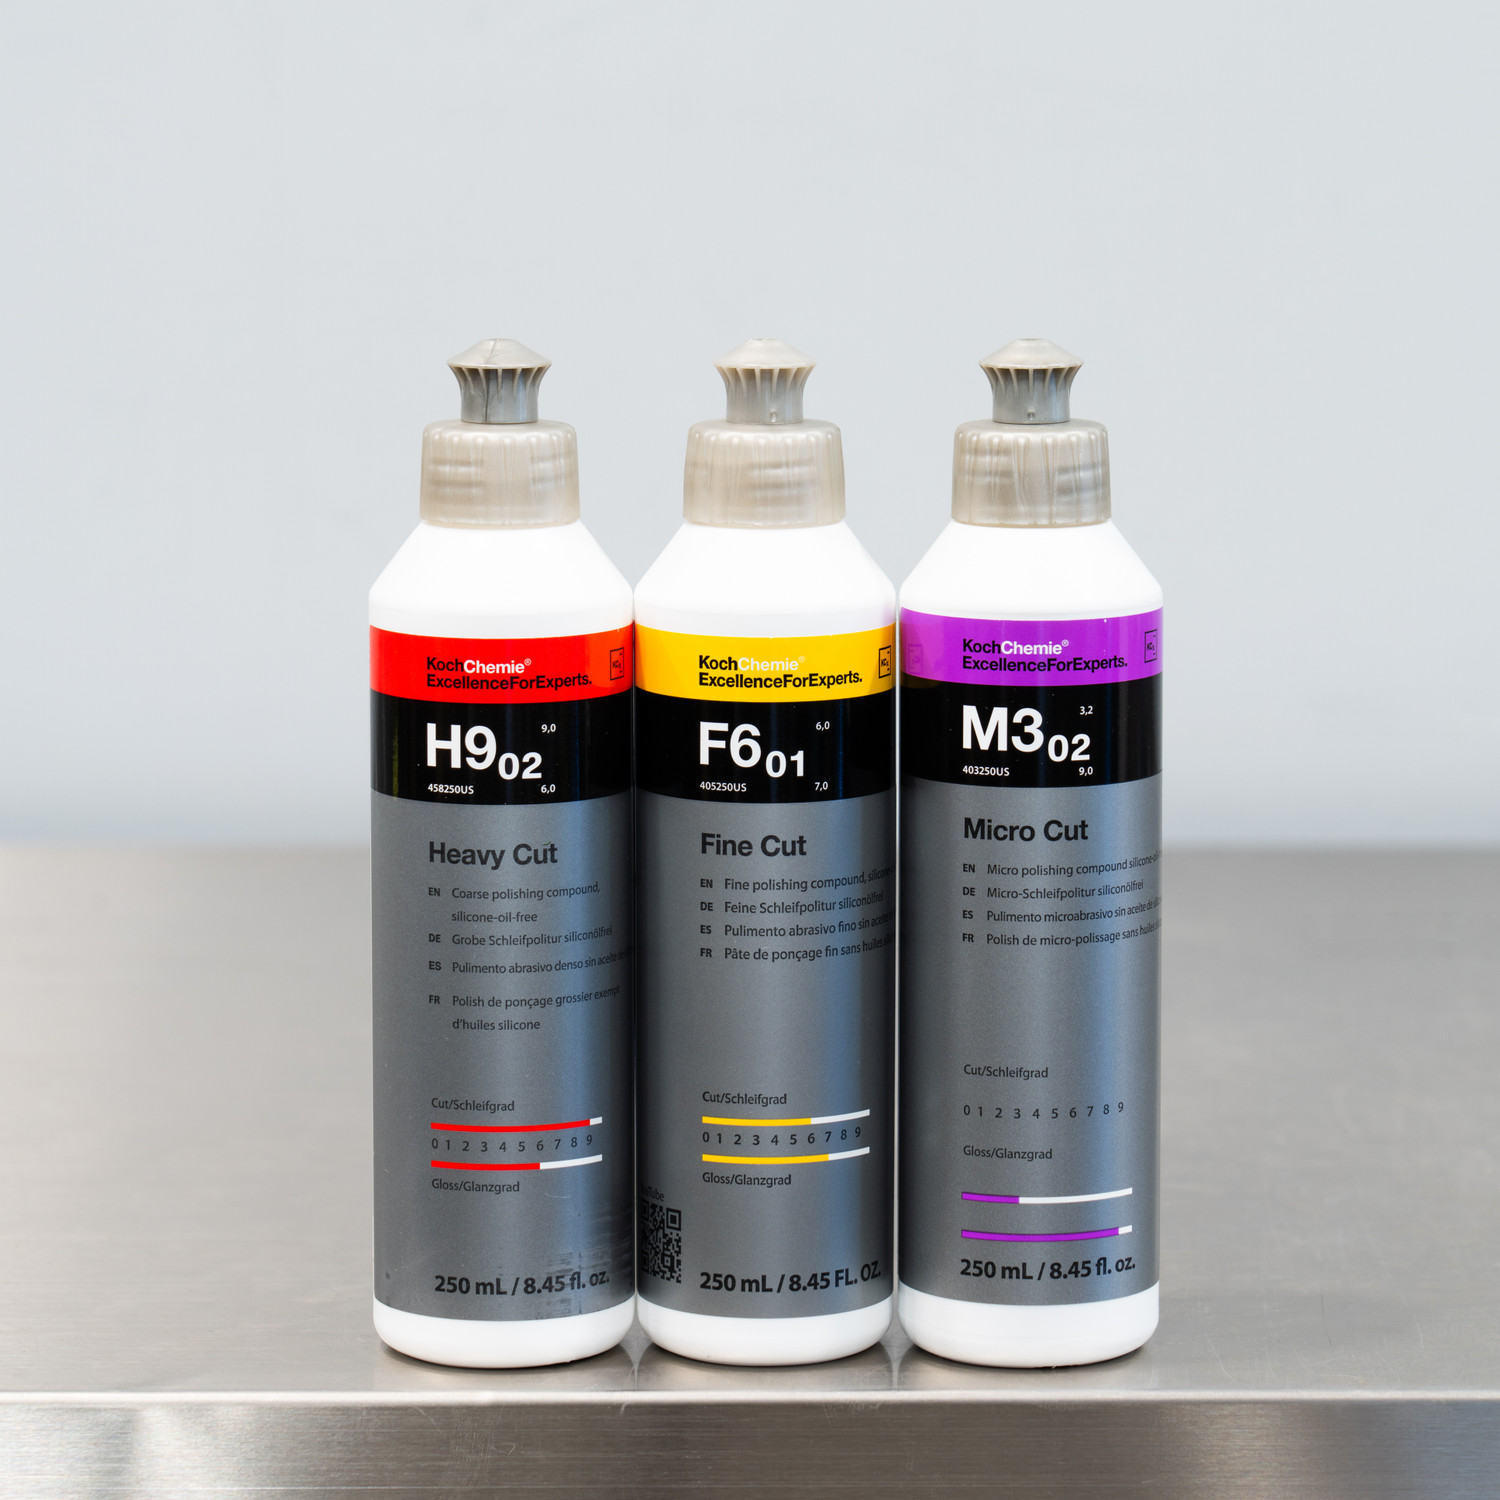 KochChemie®
ExcellenceForExperts.
H902
9,0
458250US
6,0
Heavy Cut
EN Coarse polishing compound,
silicone-oil-free
DE Grobe Schleifpolitur siliconölfrei
ES Pulimento abrasivo denso sin aceite
FR Polish de ponçage grossier exempt
d'huiles silicone
Cut/Schleifgrad
0 1 2 3 4 5 6 7 8 9
Gloss/Glanzgrad
250 mL / 8.45 fl. oz.
KochChemie®
ExcellenceForExperts.
F601
6,0
405250US
7,0
Fine Cut
EN Fine polishing compound, silicone-
DE Feine Schleifpolitur siliconölfrei
ES Pulimento abrasivo fino sin aceite
FR Pâte de ponçage fin sans huiles
Cut/Schleifgrad
0 1 2 3 4 5 6 7 8 9
Gloss/Glanzgrad
250 mL / 8.45 FL. OZ.
KochChemie®
ExcellenceForExperts.
M302
3,2
403250US
9,0
Micro Cut
EN Micro polishing compound silicone-oil-
DE Micro-Schleifpolitur siliconölfrei
ES Pulimento microabrasivo sin aceite de
FR Polish de micro-polissage sans huiles
Cut/Schleifgrad
0 1 2 3 4 5 6 7 8 9
Gloss/Glanzgrad
250 mL / 8.45 fl. oz.